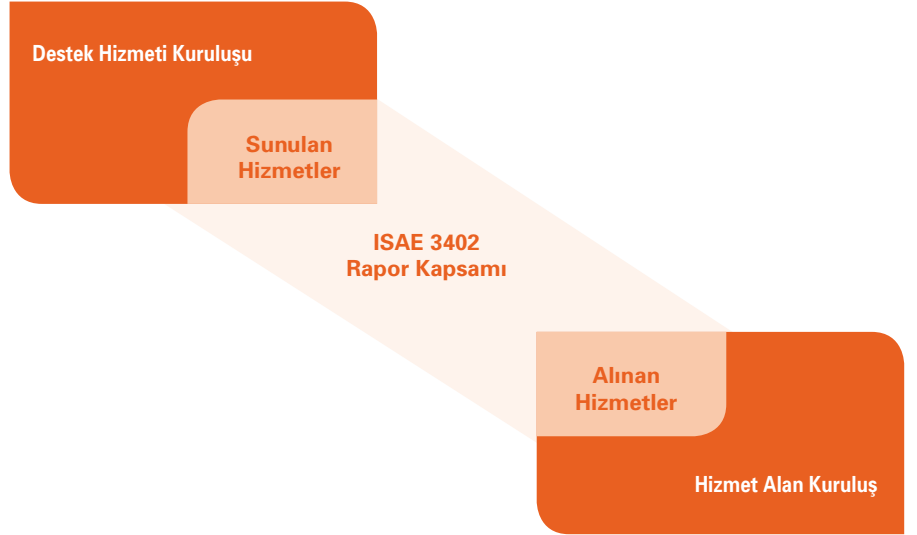 Destek Hizmeti Kuruluşu
Sunulan
Hizmetler
ISAE 3402
Rapor Kapsamı
Alınan
Hizmetler
Hizmet Alan Kuruluş